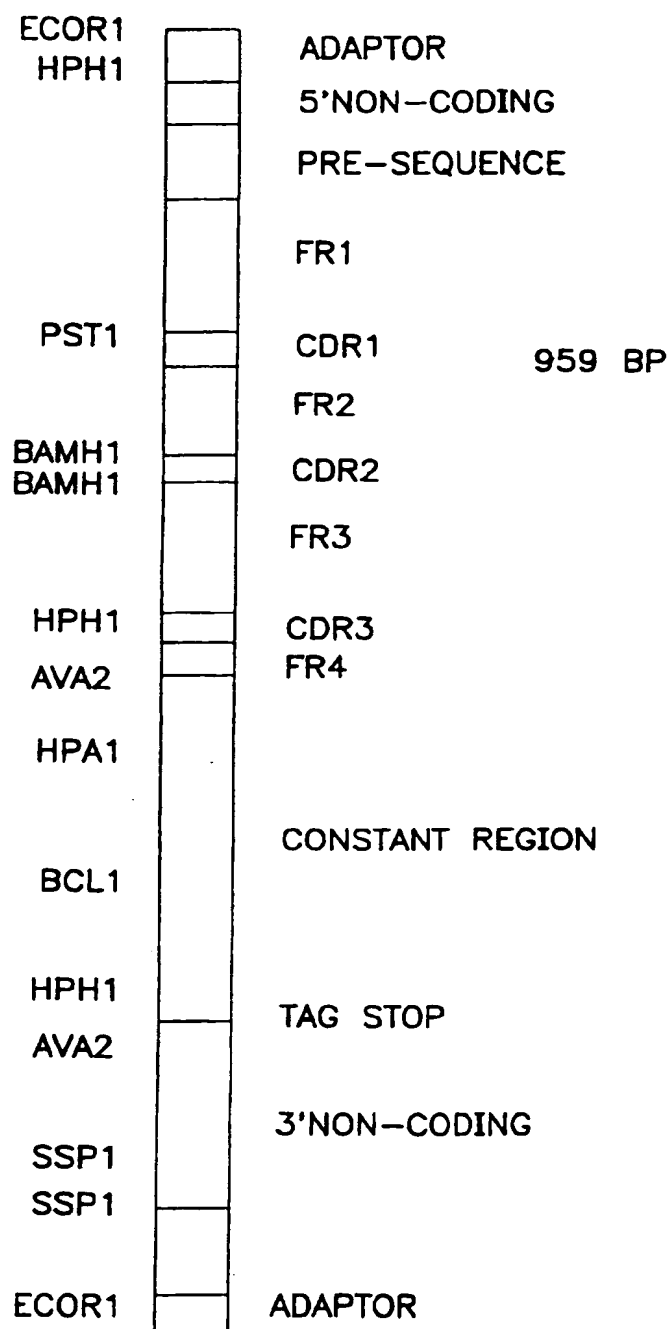 ECOR1
ADAPTOR
HPH1
5'NON-CODING
PRE-SEQUENCE
FR1
PST1
CDR1
959 BP
FR2
BAMH1
CDR2
BAMH1
FR3
HPH1
CDR3
FR4
AVA2
HPA1
CONSTANT REGION
BCL1
HPH1
TAG STOP
AVA2
3'NON-CODING
SSP1
SSP1
ECOR1
ADAPTOR